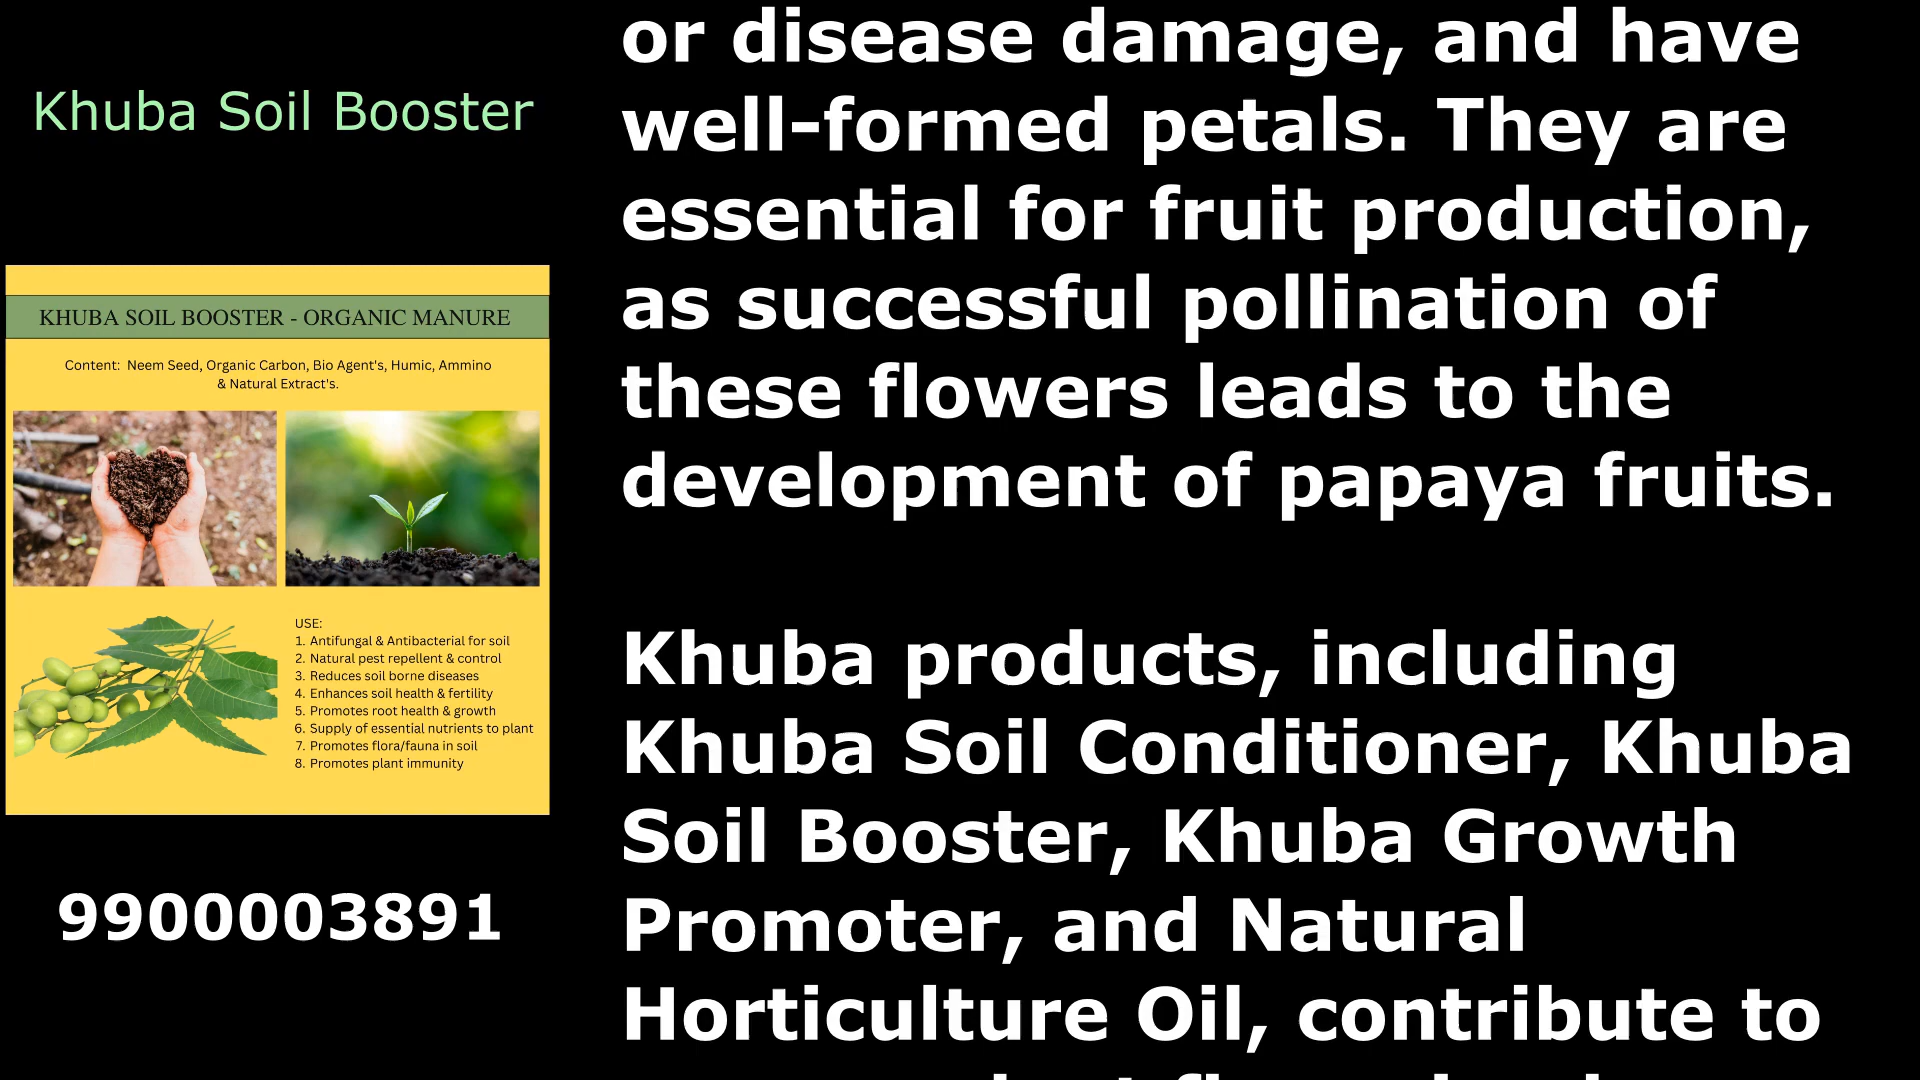 Khuba Soil Booster
KHUBA SOIL BOOSTER - ORGANIC MANURE
Content: Neem Seed, Organic Carbon, Bio Agent's, Humic, Ammino
& Natural Extract's.
USE:
1. Antifungal & Antibacterial for soil
2. Natural pest repellent & control
3. Reduces soil borne diseases
4. Enhances soil health & fertility
5. Promotes root health & growth
6. Supply of essential nutrients to plant
7. Promotes flora/fauna in soil
8. Promotes plant immunity
9900003891
or disease damage, and have
well-formed petals. They are
essential for fruit production,
as successful pollination of
these flowers leads to the
development of papaya fruits.
Khuba products, including
Khuba Soil Conditioner, Khuba
Soil Booster, Khuba Growth
Promoter, and Natural
Horticulture Oil, contribute to